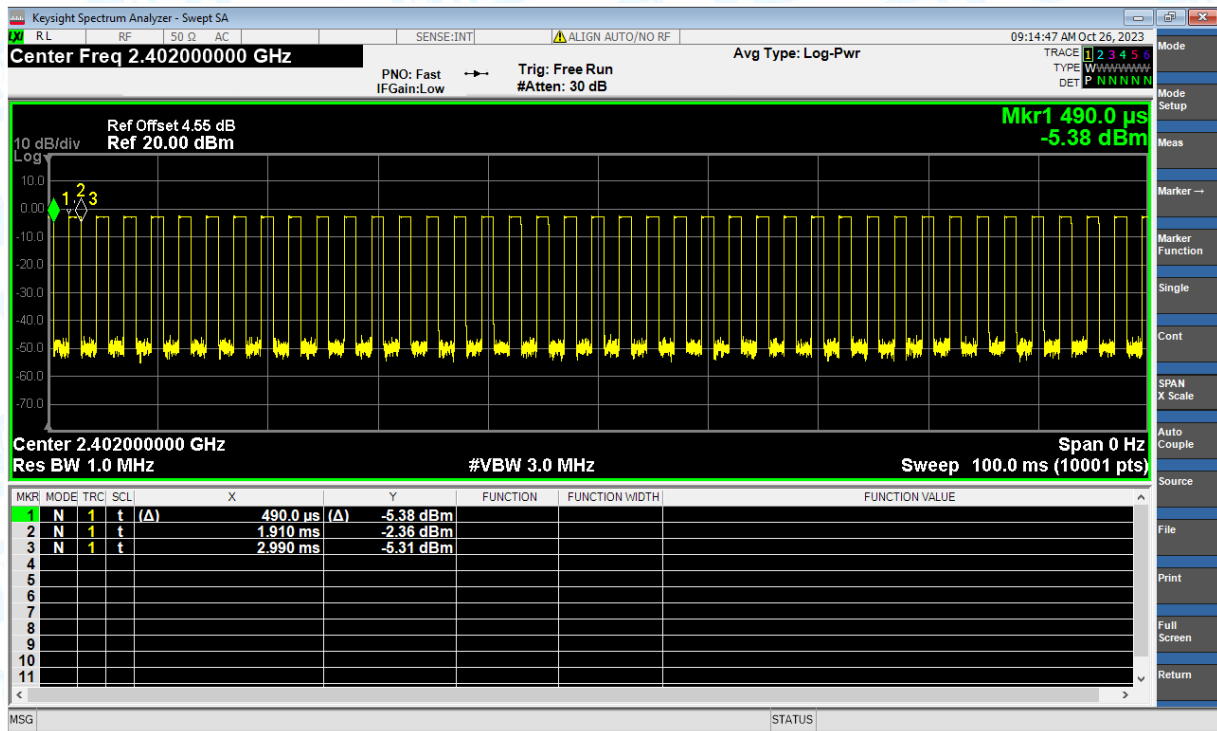 Keysight Spectrum Analyzer - Swept SA
LXI RL RF 50 Ω AC SENSE:INT ALIGN AUTO/NO RF 09:14:47 AM Oct 26, 2023
Center Freq 2.402000000 GHz
PNO: Fast
IFGain:Low
Trig: Free Run
#Atten: 30 dB
Avg Type: Log-Pwr
TRACE 1 2 3 4 5 6
TYPE WWWWWW
DET P N N N N N
Mkr1 490.0 µs
-5.38 dBm
Ref Offset 4.55 dB
10 dB/div Ref 20.00 dBm
Log
10.0
0.00
-10.0
-20.0
-30.0
-40.0
-50.0
-60.0
-70.0
1
2
3
Center 2.402000000 GHz Span 0 Hz
Res BW 1.0 MHz #VBW 3.0 MHz Sweep 100.0 ms (10001 pts)
MKR MODE TRC SCL X Y FUNCTION FUNCTION WIDTH FUNCTION VALUE
1 N 1 t (Δ) 490.0 µs (Δ) -5.38 dBm
2 N 1 t 1.910 ms -2.36 dBm
3 N 1 t 2.990 ms -5.31 dBm
4
5
6
7
8
9
10
11
MSG STATUS
Mode
Mode
Setup
Meas
Marker →
Marker
Function
Single
Cont
SPAN
X Scale
Auto
Couple
Source
File
Print
Full
Screen
Return